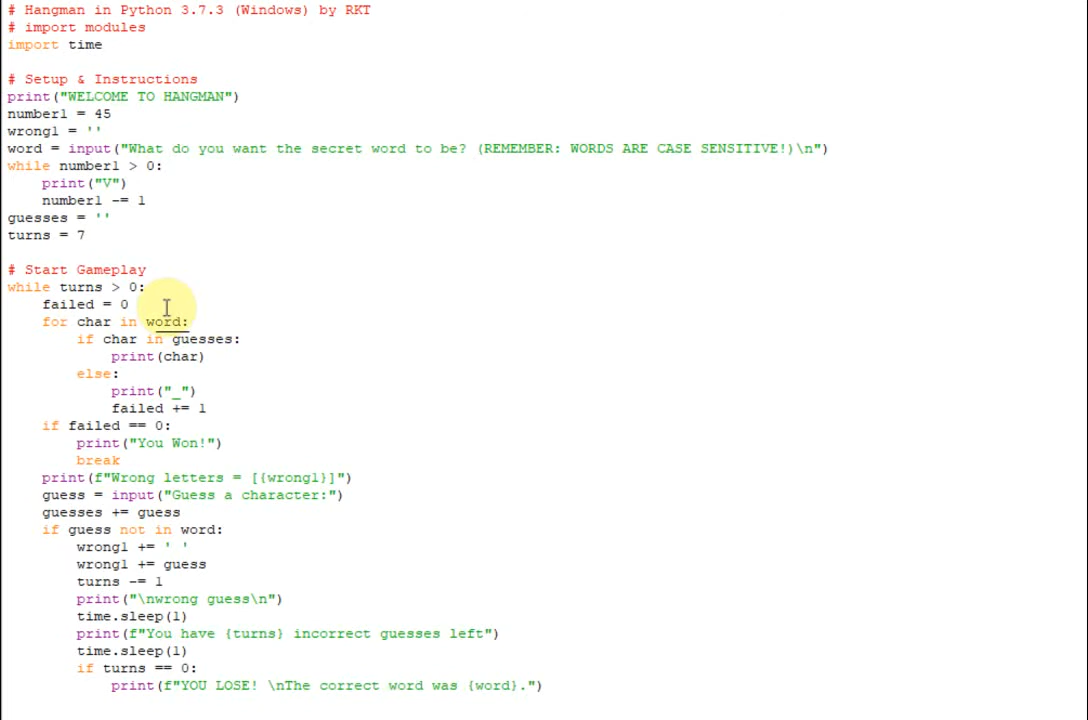 # Hangman in Python 3.7.3 (Windows) by RKT
# import modules
import time
# Setup & Instructions
print("WELCOME TO HANGMAN")
number1 = 45
wrong1 = ''
word = input("What do you want the secret word to be? (REMEMBER: WORDS ARE CASE SENSITIVE!)\n")
while number1 > 0:
    print("V")
    number1 -= 1
guesses = ''
turns = 7
# Start Gameplay
while turns > 0:
    failed = 0
    for char in word:
        if char in guesses:
            print(char)
        else:
            print("_")
            failed += 1
    if failed == 0:
        print("You Won!")
        break
    print(f"Wrong letters = [{wrong1}]")
    guess = input("Guess a character:")
    guesses += guess
    if guess not in word:
        wrong1 += ' '
        wrong1 += guess
        turns -= 1
        print("\nwrong guess\n")
        time.sleep(1)
        print(f"You have {turns} incorrect guesses left")
        time.sleep(1)
        if turns == 0:
            print(f"YOU LOSE! \nThe correct word was {word}.")